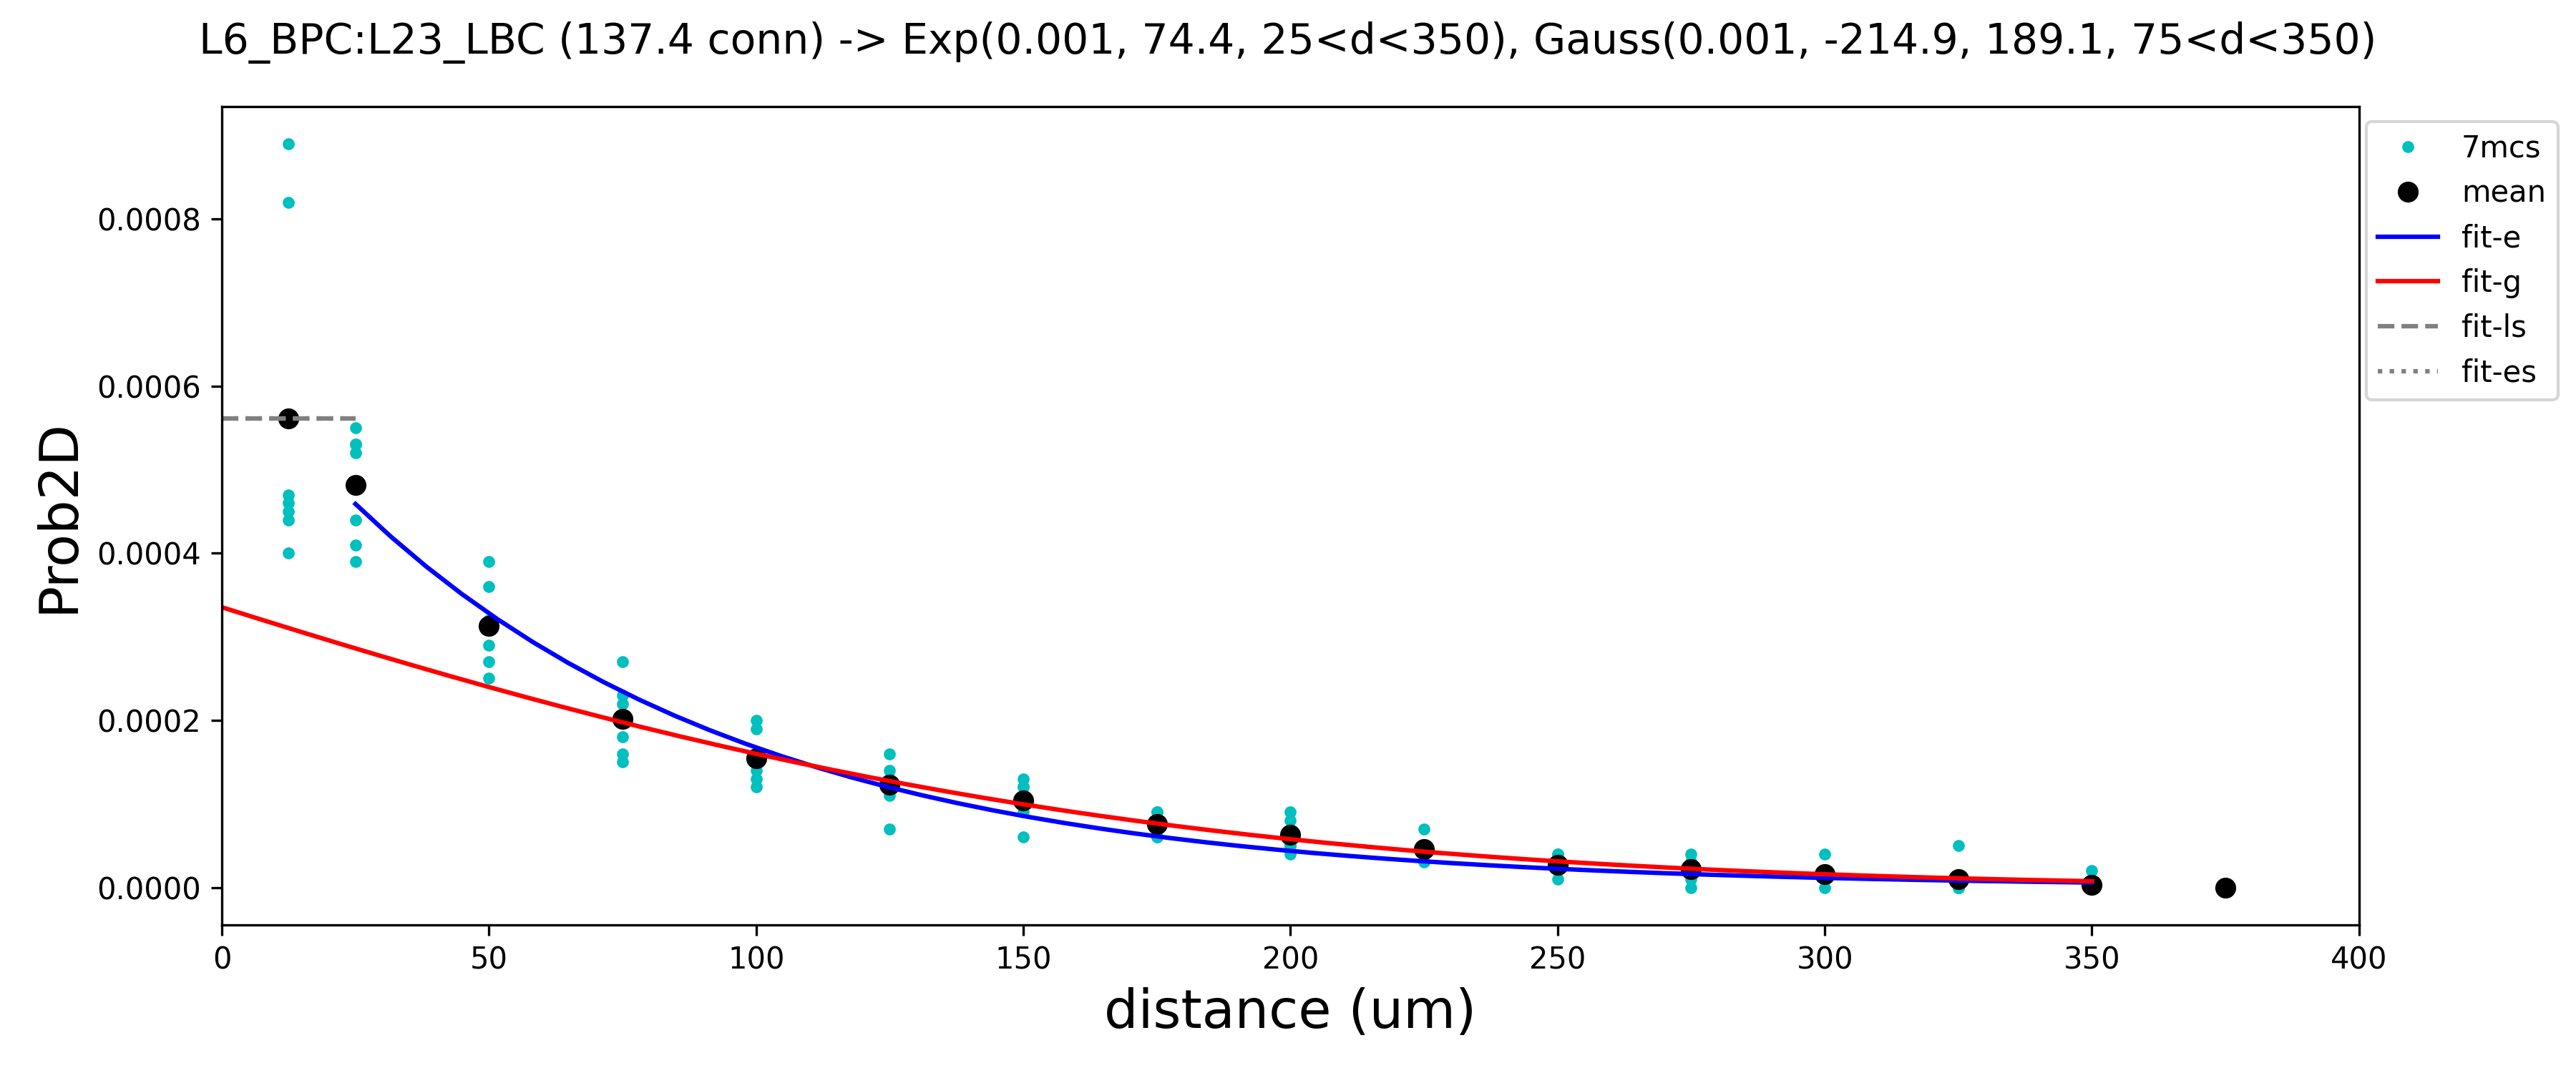 L6_BPC:L23_LBC (137.4 conn) -> Exp(0.001, 74.4, 25<d<350), Gauss(0.001, -214.9, 189.1, 75<d<350)
7mcs
mean
fit-e
fit-g
fit-ls
fit-es
Prob2D
0.0008
0.0006
0.0004
0.0002
0.0000
0 50 100 150 200 250 300 350 400
distance (um)